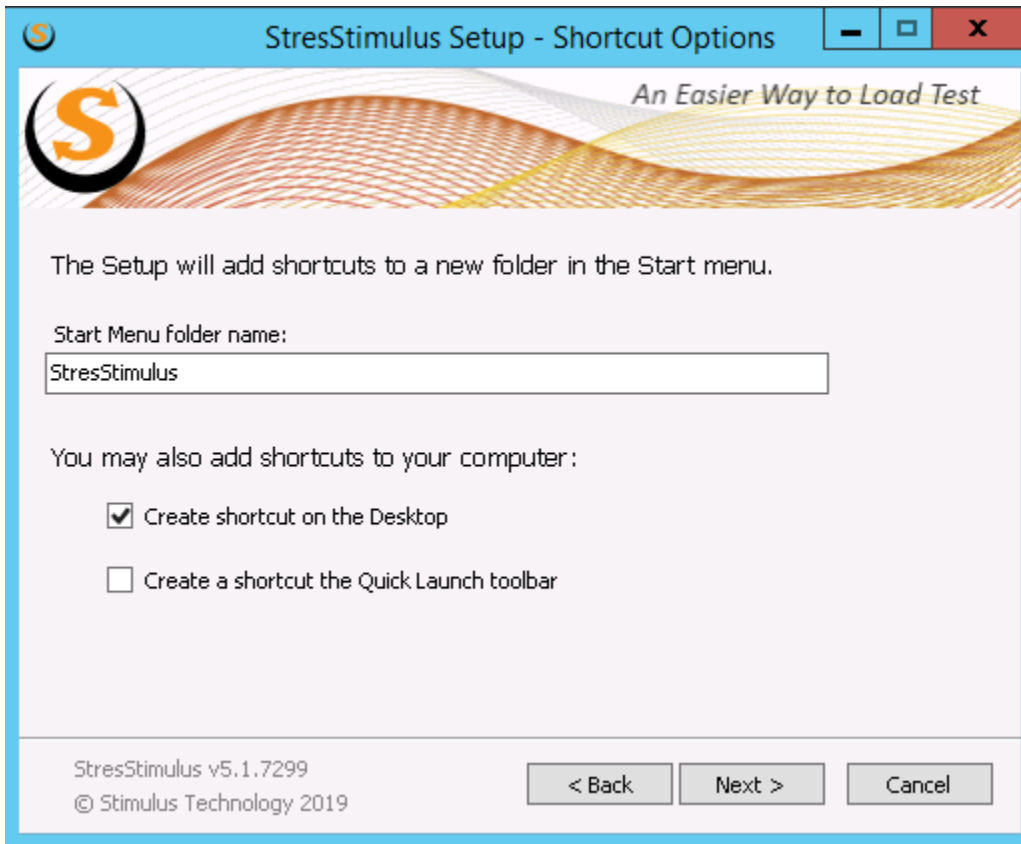 StresStimulus Setup - Shortcut Options
An Easier Way to Load Test
The Setup will add shortcuts to a new folder in the Start menu.
Start Menu folder name:
StresStimulus
You may also add shortcuts to your computer:
Create shortcut on the Desktop
Create a shortcut the Quick Launch toolbar
StresStimulus v5.1.7299
© Stimulus Technology 2019
< Back Next > Cancel